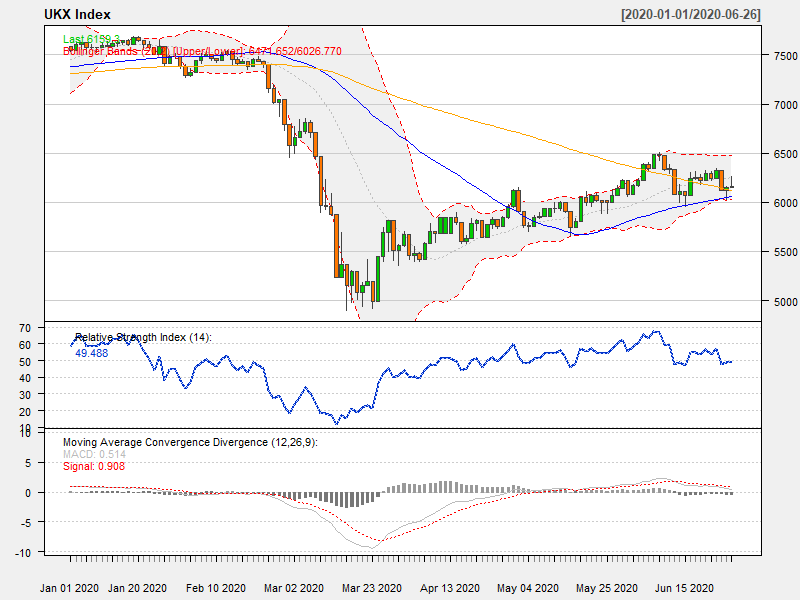 UKX Index [2020-01-01/2020-06-26]
Last 6159.3
Bollinger Bands [Upper/Lower]: 6471.652/6026.770
7500
7000
6500
6000
5500
5000
Relative Strength Index (14):
49.488
70
60
50
40
30
20
10
Moving Average Convergence Divergence (12,26,9):
MACD: 0.514
Signal: 0.908
10
5
0
-5
-10
Jan 01 2020 Jan 20 2020 Feb 10 2020 Mar 02 2020 Mar 23 2020 Apr 13 2020 May 04 2020 May 25 2020 Jun 15 2020